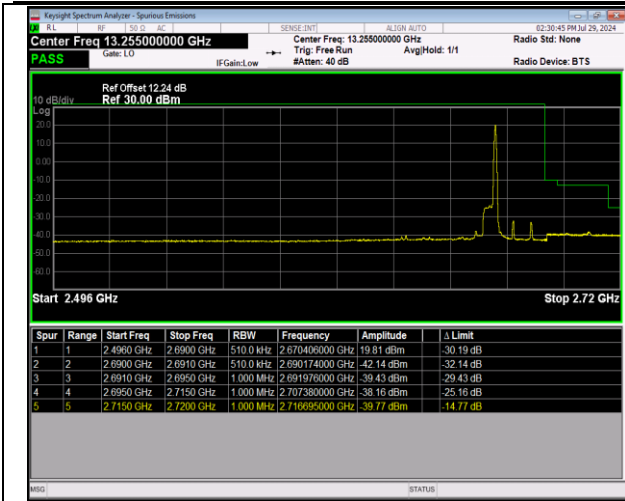 Keysight Spectrum Analyzer - Spurious Emissions
RL RF 50 Ω AC SENSE:INT ALIGN AUTO 02:30:45 PM Jul 29, 2024
Center Freq 13.255000000 GHz Center Freq: 13.255000000 GHz Radio Std: None
PASS Gate: LO IFGain:Low Trig: Free Run Avg|Hold: 1/1
#Atten: 40 dB Radio Device: BTS
Ref Offset 12.24 dB
10 dB/div Ref 30.00 dBm
Log
20.0
10.0
0.00
-10.0
-20.0
-30.0
-40.0
-50.0
-60.0
Start 2.496 GHz Stop 2.72 GHz
Spur Range Start Freq Stop Freq RBW Frequency Amplitude Δ Limit
1 1 2.4960 GHz 2.6900 GHz 510.0 kHz 2.670406000 GHz 19.81 dBm -30.19 dB
2 2 2.6900 GHz 2.6910 GHz 510.0 kHz 2.690174000 GHz -42.14 dBm -32.14 dB
3 3 2.6910 GHz 2.6950 GHz 1.000 MHz 2.691976000 GHz -39.43 dBm -29.43 dB
4 4 2.6950 GHz 2.7150 GHz 1.000 MHz 2.707380000 GHz -38.16 dBm -25.16 dB
5 5 2.7150 GHz 2.7200 GHz 1.000 MHz 2.716695000 GHz -39.77 dBm -14.77 dB
MSG STATUS